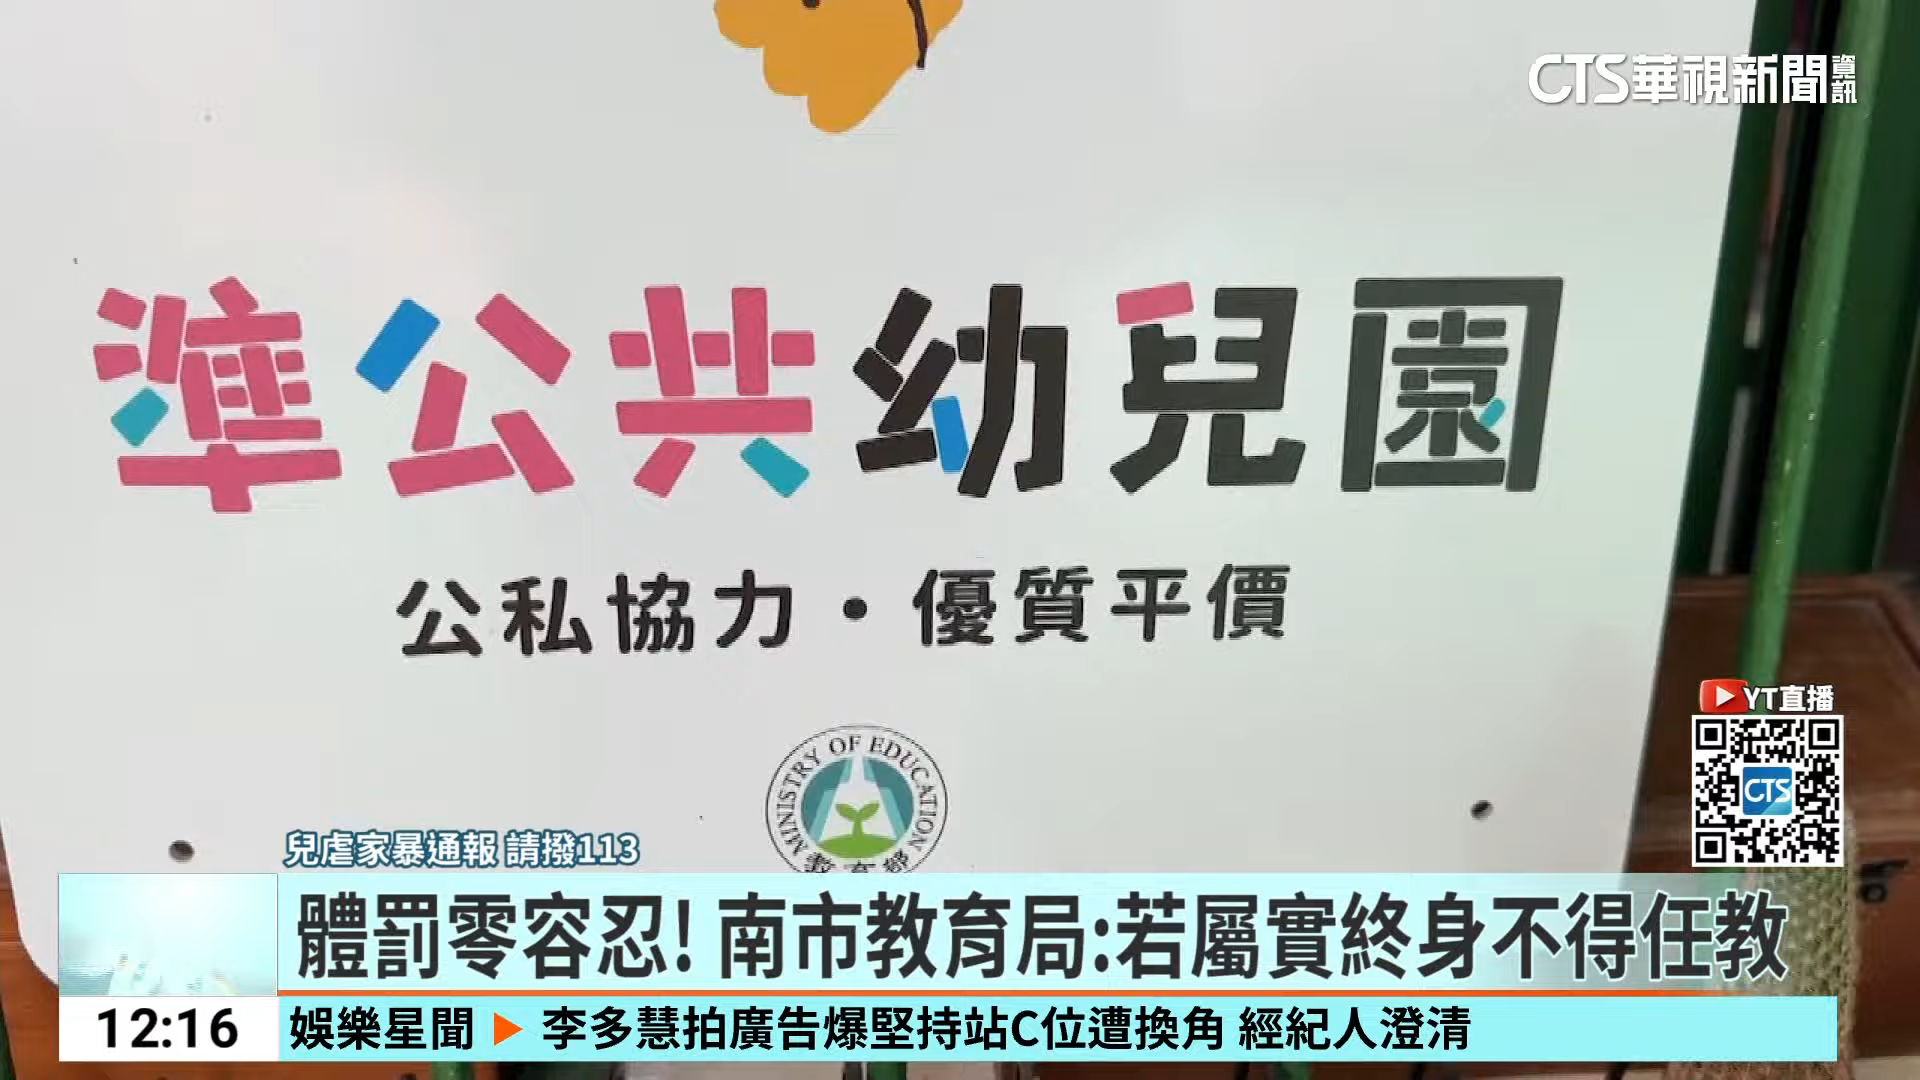 CTS華視新聞資訊
準公共幼兒園
公私協力・優質平價
MINISTRY OF EDUCATION
教育部
YT直播
CTS
兒虐家暴通報 請撥113
體罰零容忍! 南市教育局:若屬實終身不得任教
12:16
娛樂星聞 ▶ 李多慧拍廣告爆堅持站C位遭換角 經紀人澄清